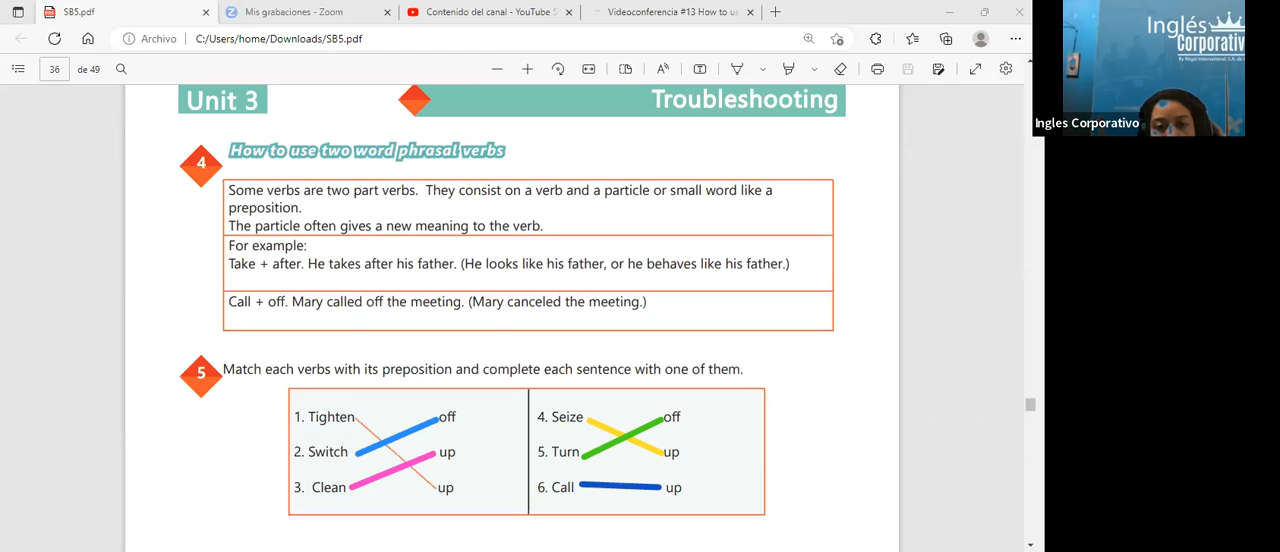 SB5.pdf
Mis grabaciones - Zoom
Contenido del canal - YouTube S
Videoconferencia #13 How to us
Archivo
C:/Users/home/Downloads/SB5.pdf
36
de 49
Unit 3
Troubleshooting
4
How to use two word phrasal verbs
Some verbs are two part verbs. They consist on a verb and a particle or small word like a
preposition.
The particle often gives a new meaning to the verb.
For example:
Take + after. He takes after his father. (He looks like his father, or he behaves like his father.)
Call + off. Mary called off the meeting. (Mary canceled the meeting.)
5
Match each verbs with its preposition and complete each sentence with one of them.
1. Tighten
off
2. Switch
up
3. Clean
up
4. Seize
off
5. Turn
up
6. Call
up
Inglés
Corporativ
By Regal International, S.A. de
Ingles Corporativo